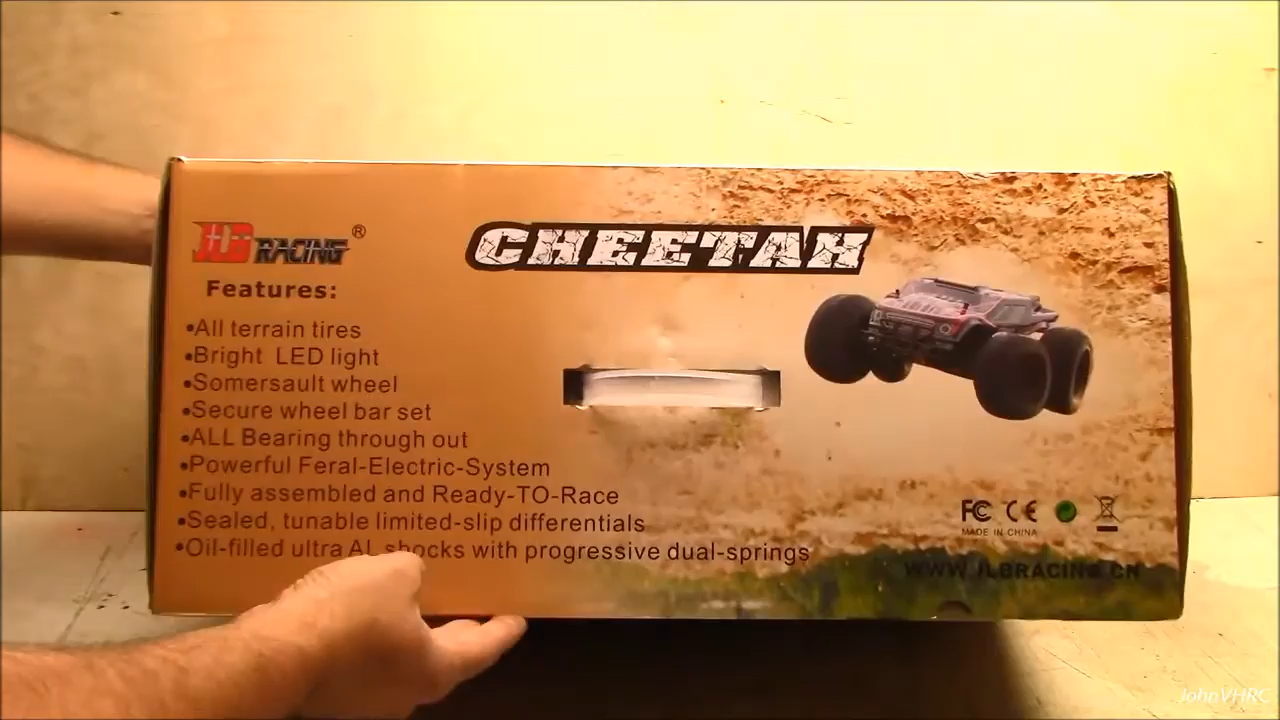 JLB RACING®
CHEETAH
Features:
•All terrain tires
•Bright LED light
•Somersault wheel
•Secure wheel bar set
•ALL Bearing through out
•Powerful Feral-Electric-System
•Fully assembled and Ready-TO-Race
•Sealed, tunable limited-slip differentials
•Oil-filled ultra AL shocks with progressive dual-springs
FC CE
MADE IN CHINA
WWW.JLBRACING.CN
JohnVHRC